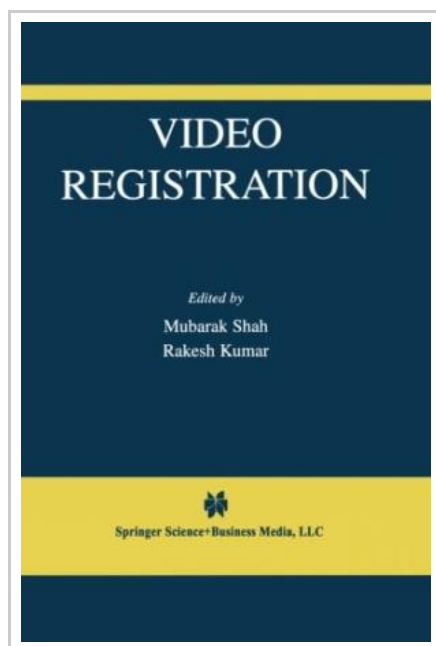 VIDEO
REGISTRATION
Edited by
Mubarak Shah
Rakesh Kumar
Springer Science+Business Media, LLC